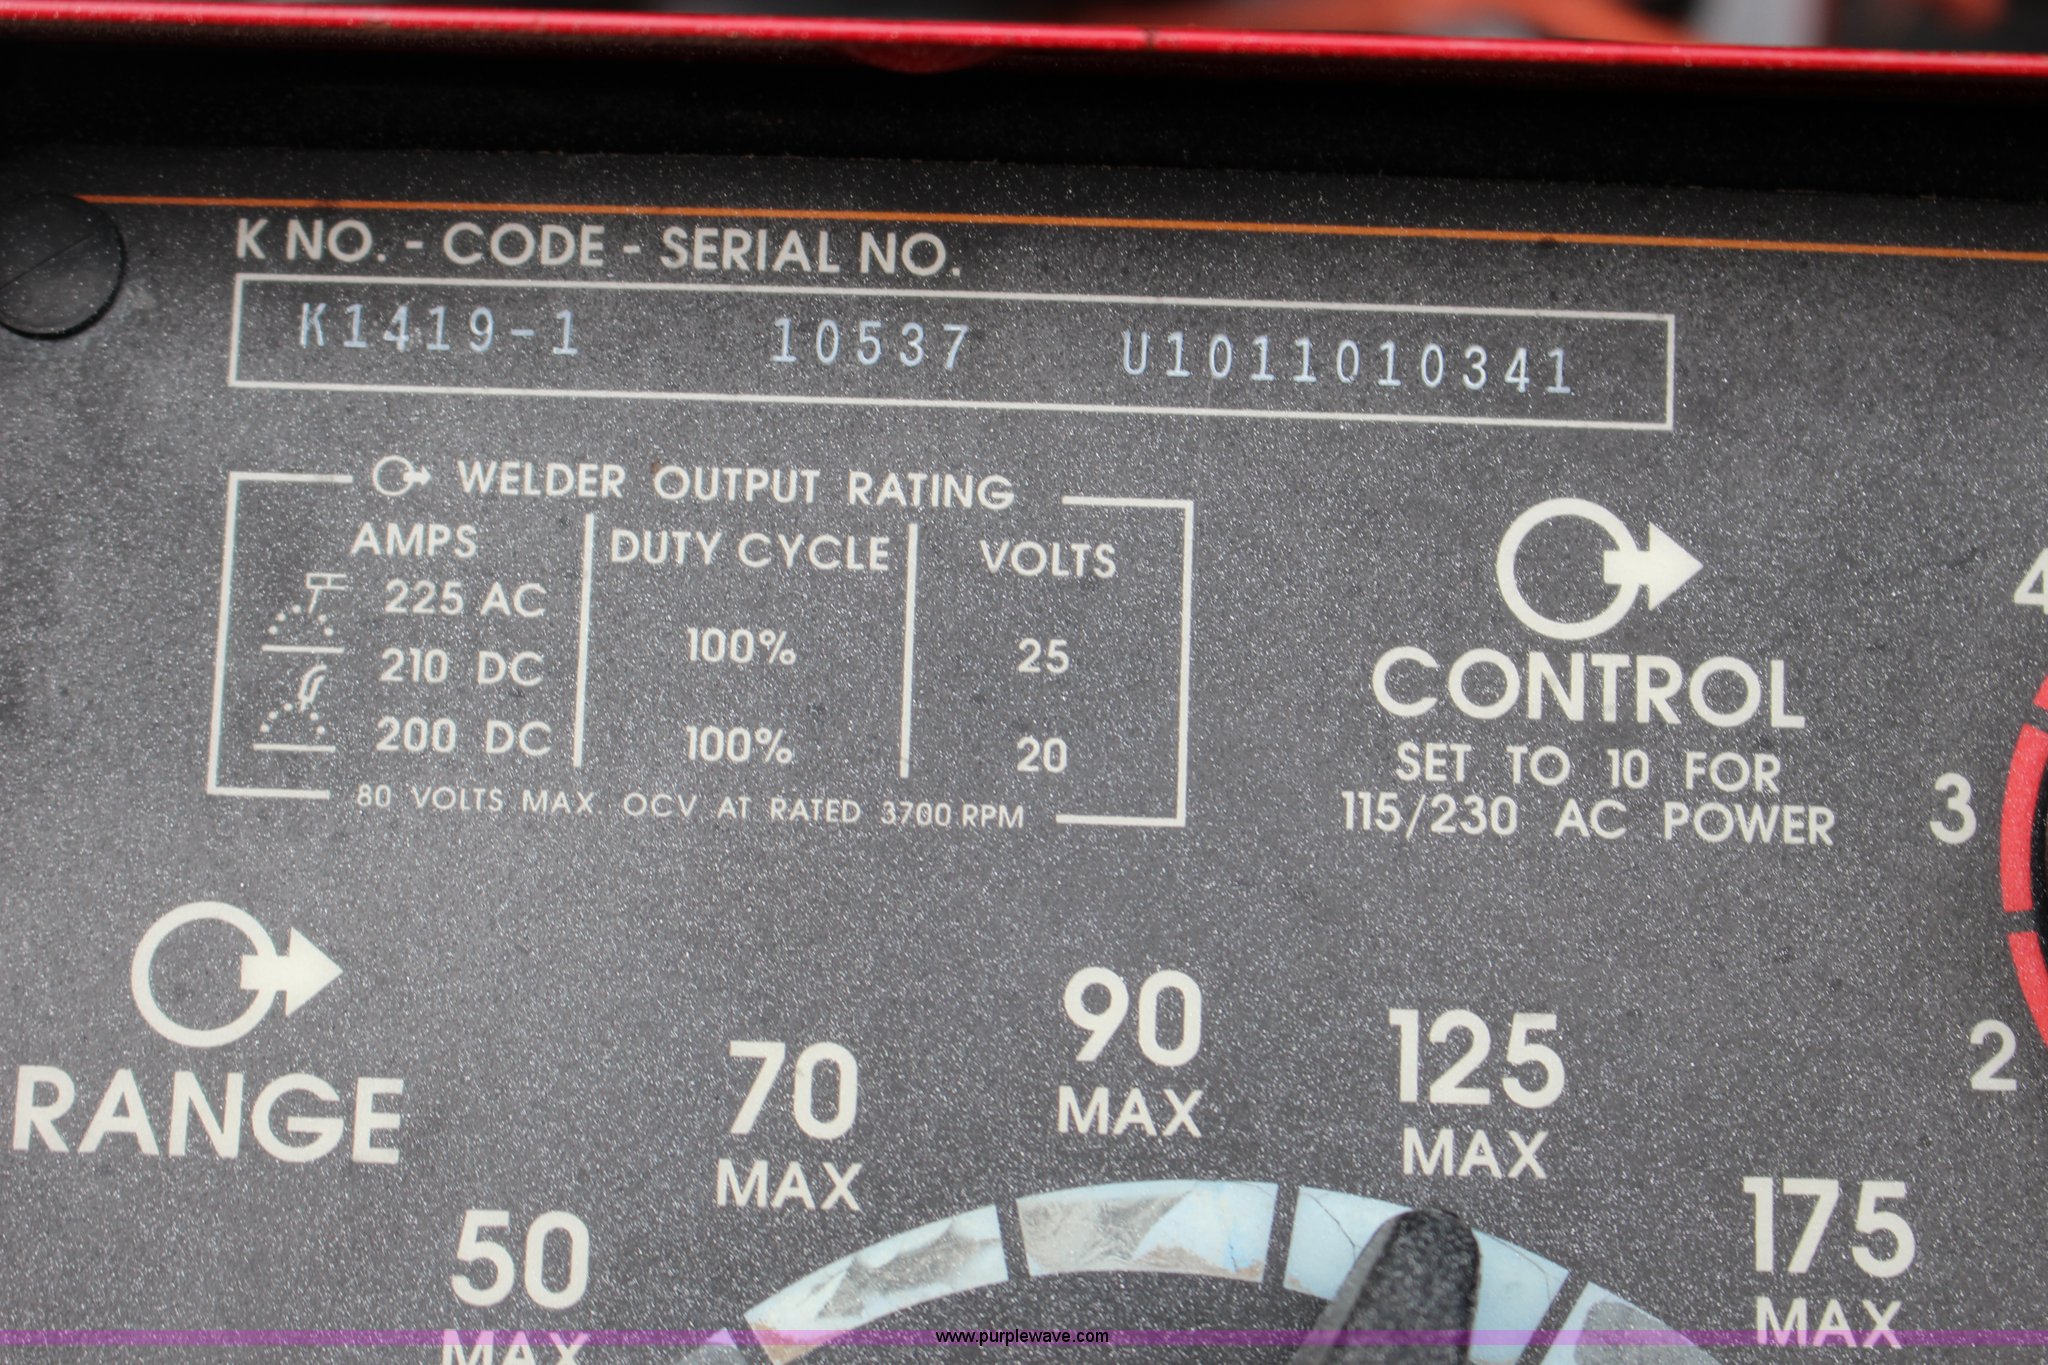 K NO. - CODE - SERIAL NO.
K1419-1 10537 U1011010341
WELDER OUTPUT RATING
AMPS DUTY CYCLE VOLTS
225 AC
100% 25
210 DC
200 DC 100% 20
80 VOLTS MAX. OCV AT RATED 3700 RPM
CONTROL
SET TO 10 FOR
115/230 AC POWER
4
3
2
RANGE
50
MAX
70
MAX
90
MAX
125
MAX
175
MAX
www.purplewave.com